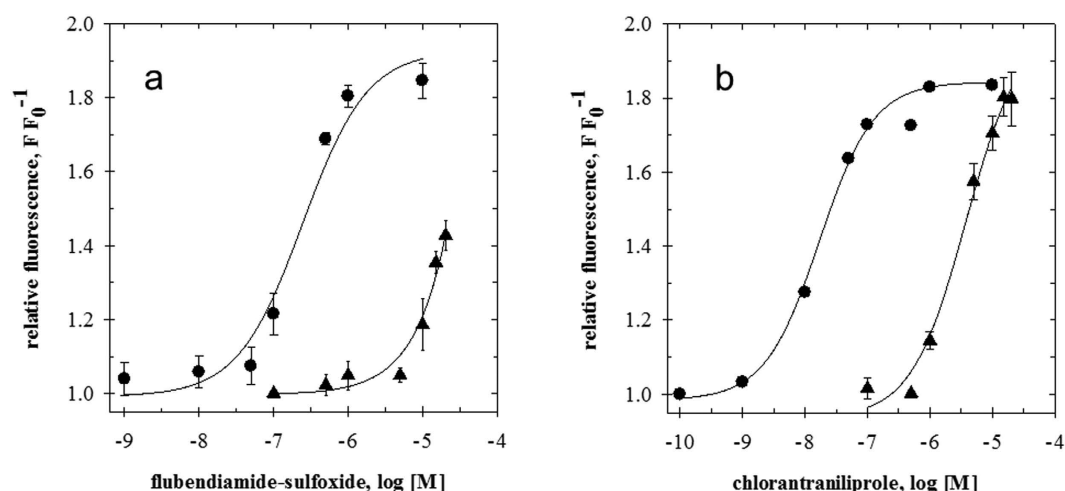 a
relative fluorescence, F F0-1
2.0
1.8
1.6
1.4
1.2
1.0
-9 -8 -7 -6 -5 -4
flubendiamide-sulfoxide, log [M]
b
relative fluorescence, F F0-1
2.0
1.8
1.6
1.4
1.2
1.0
-10 -9 -8 -7 -6 -5 -4
chlorantraniliprole, log [M]